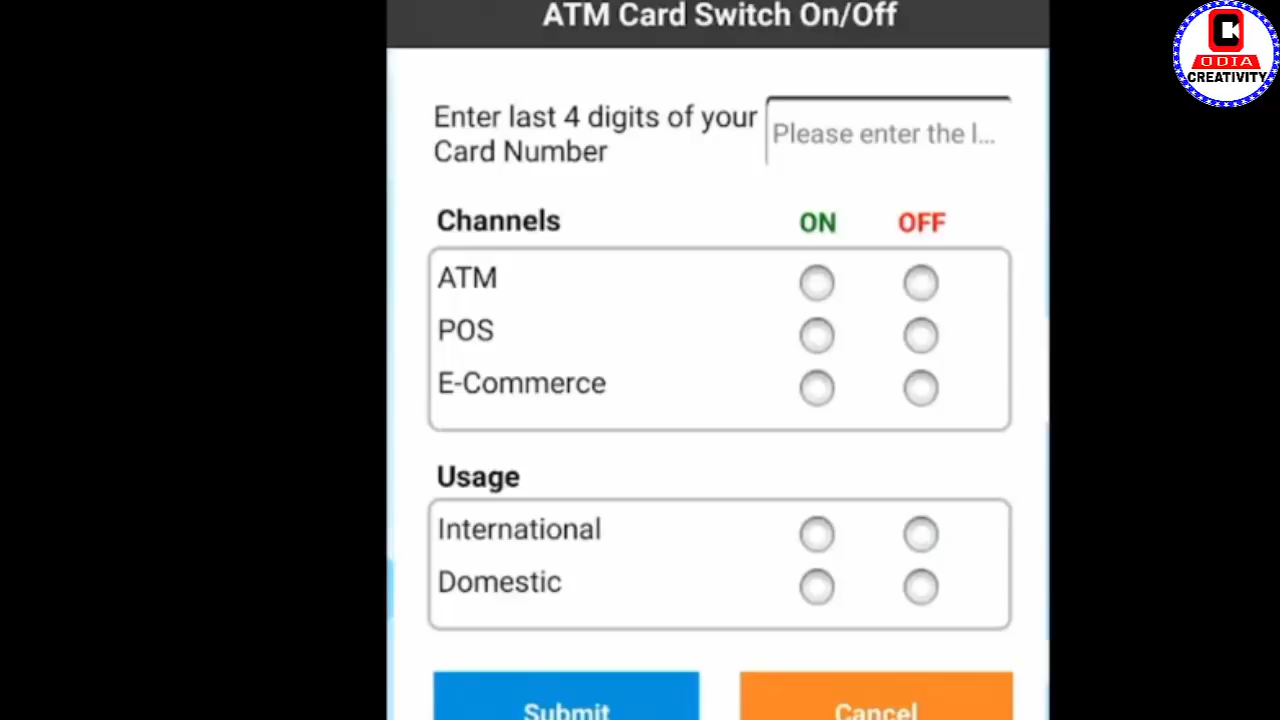 ATM Card Switch On/Off
ODIA
CREATIVITY
Enter last 4 digits of your
Card Number
Please enter the l...
Channels ON OFF
ATM
POS
E-Commerce
Usage
International
Domestic
Submit Cancel